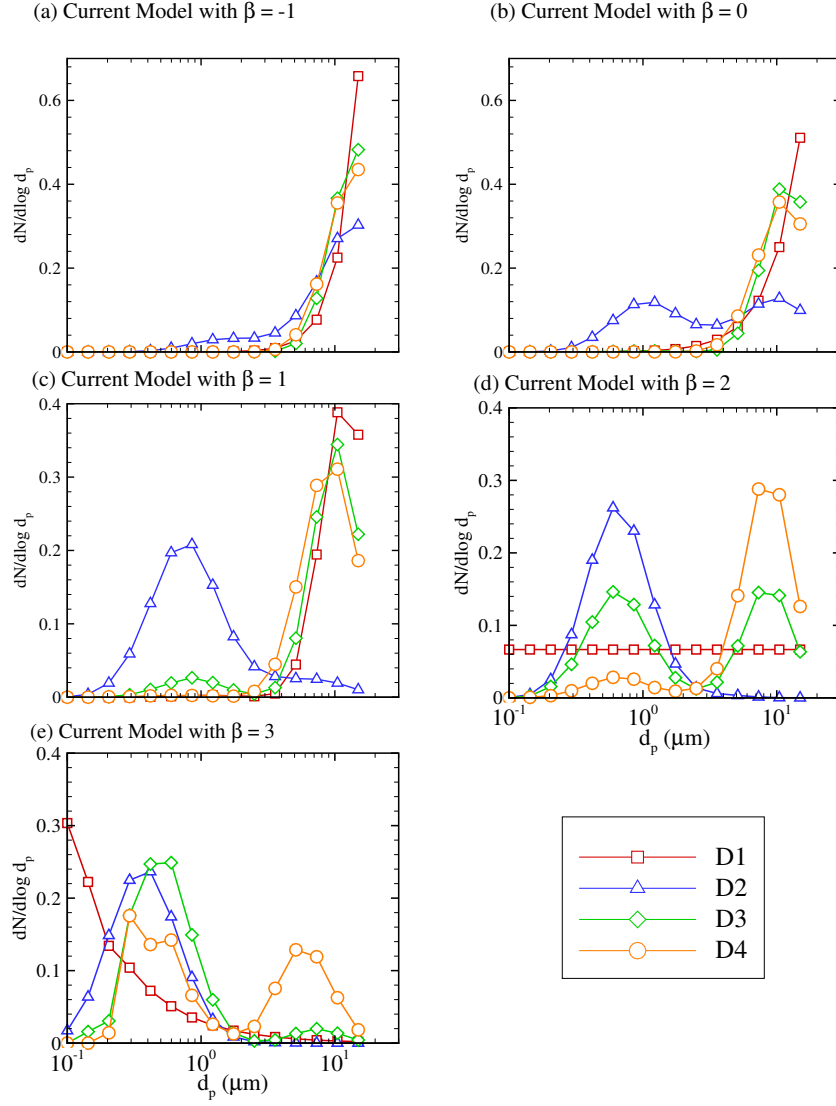 (a) Current Model with β = -1
dN/dlog d_p
0.6
0.4
0.2
0
(b) Current Model with β = 0
dN/dlog d_p
0.6
0.4
0.2
0
(c) Current Model with β = 1
dN/dlog d_p
0.4
0.3
0.2
0.1
0
(d) Current Model with β = 2
dN/dlog d_p
0.4
0.3
0.2
0.1
0
10^-1 10^0 10^1
d_p (μm)
(e) Current Model with β = 3
dN/dlog d_p
0.4
0.3
0.2
0.1
0
10^-1 10^0 10^1
d_p (μm)
D1
D2
D3
D4